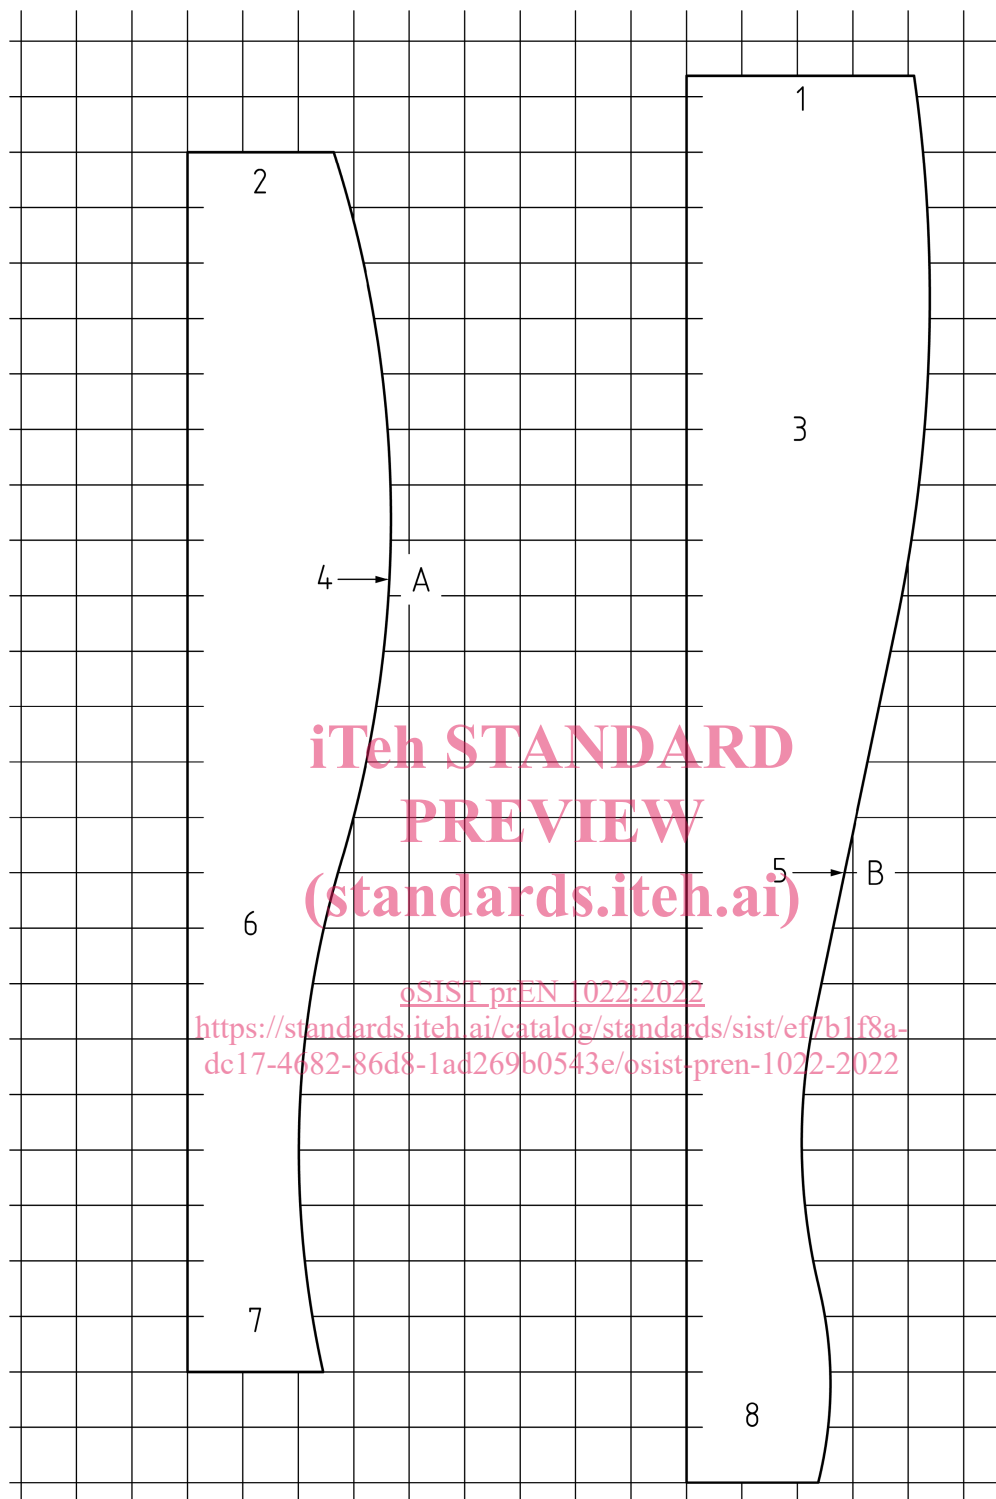 1
2
3
4 A
iTeh STANDARD
PREVIEW
5 B
(standards.iteh.ai)
6
oSIST prEN 1022:2022
https://standards.iteh.ai/catalog/standards/sist/ef7b1f8a-
dc17-4682-86d8-1ad269b0543e/osist-pren-1022-2022
7
8